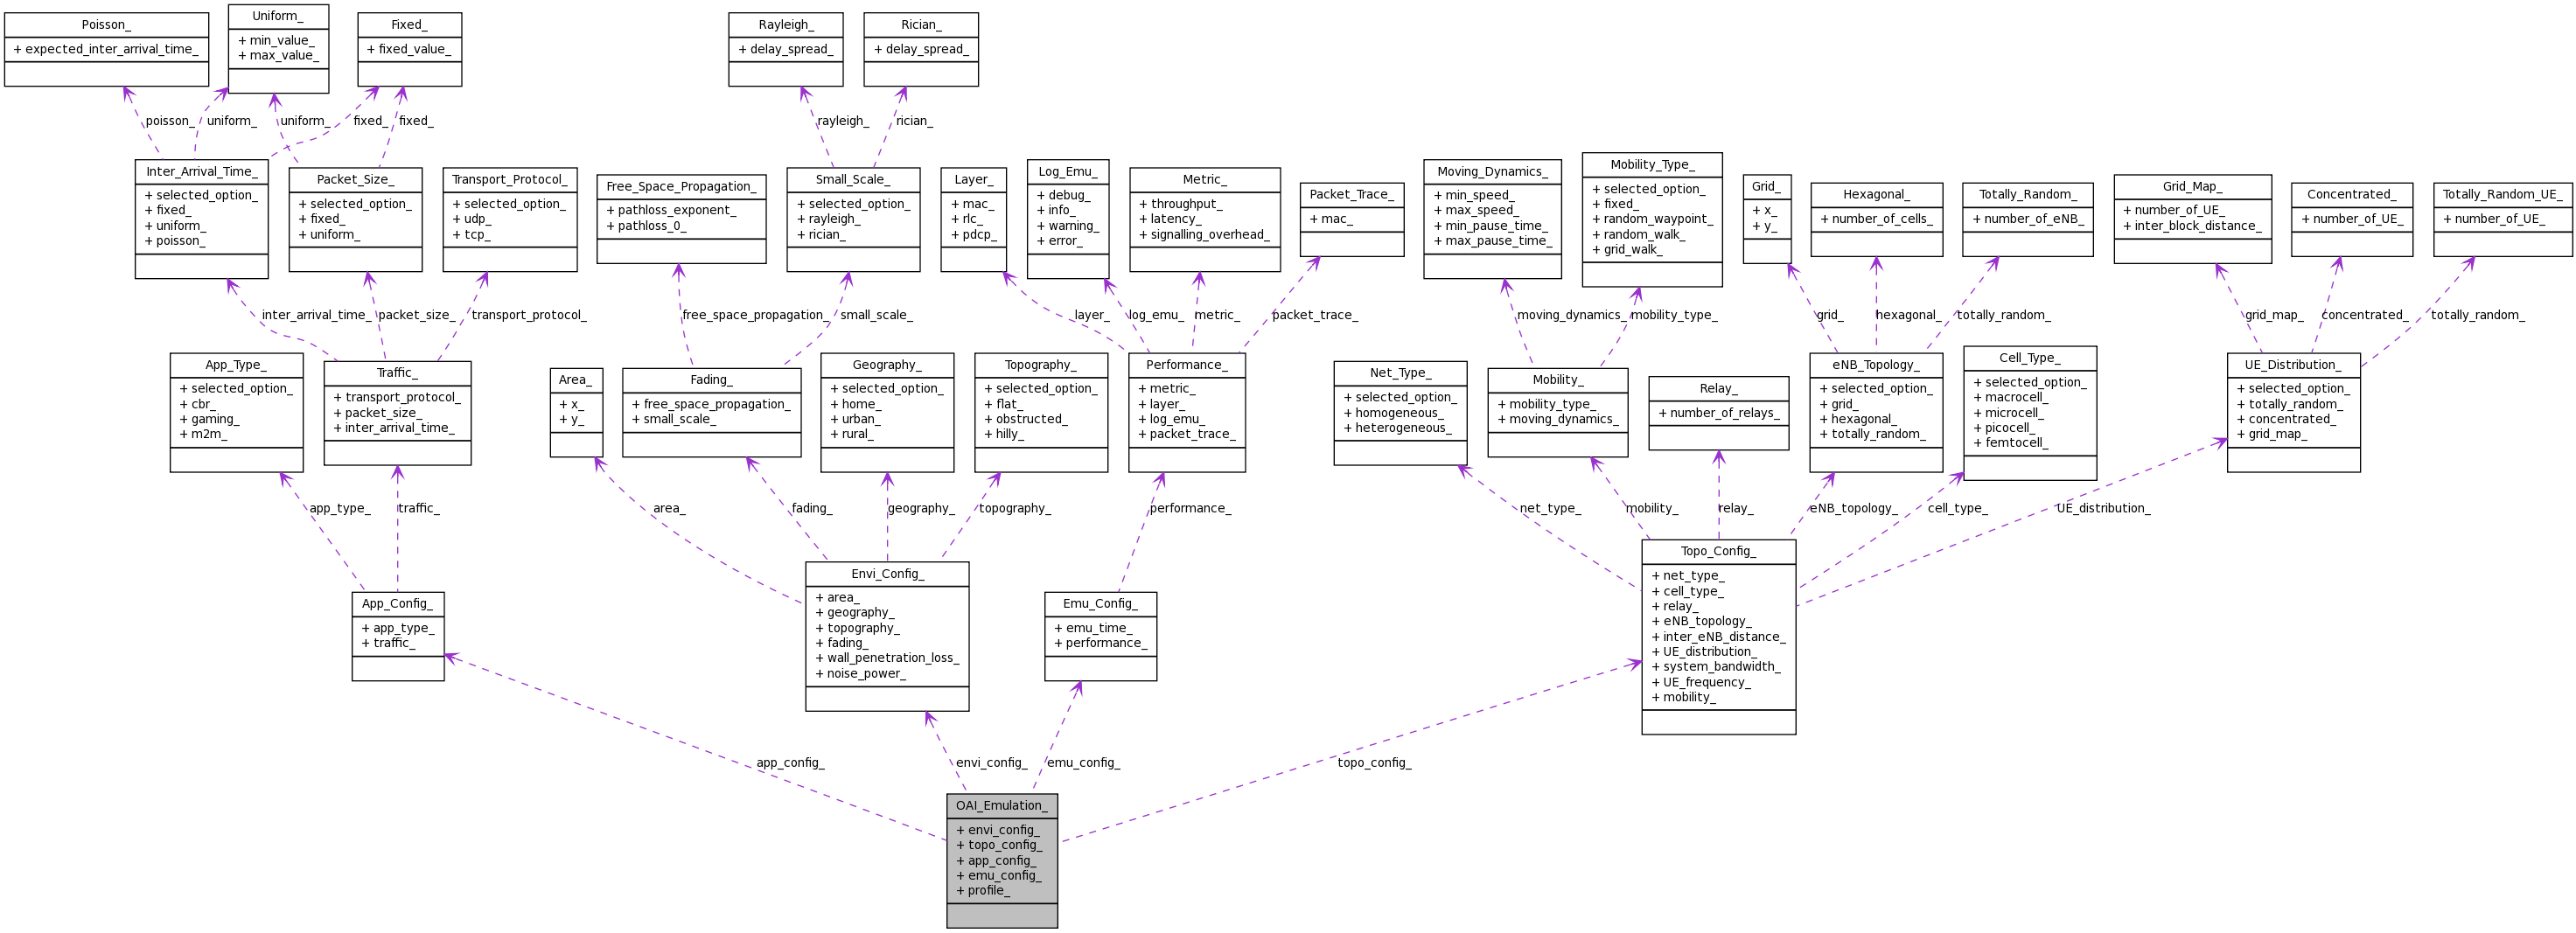 Poisson_
+ expected_inter_arrival_time_
Uniform_
+ min_value_
+ max_value_
Fixed_
+ fixed_value_
Rayleigh_
+ delay_spread_
Rician_
+ delay_spread_
poisson_
uniform_
uniform_
fixed_
fixed_
rayleigh_
rician_
Inter_Arrival_Time_
+ selected_option_
+ fixed_
+ uniform_
+ poisson_
Packet_Size_
+ selected_option_
+ fixed_
+ uniform_
Transport_Protocol_
+ selected_option_
+ udp_
+ tcp_
Free_Space_Propagation_
+ pathloss_exponent_
+ pathloss_0_
Small_Scale_
+ selected_option_
+ rayleigh_
+ rician_
Layer_
+ mac_
+ rlc_
+ pdcp_
Log_Emu_
+ debug_
+ info_
+ warning_
+ error_
Metric_
+ throughput_
+ latency_
+ signalling_overhead_
Packet_Trace_
+ mac_
Moving_Dynamics_
+ min_speed_
+ max_speed_
+ min_pause_time_
+ max_pause_time_
Mobility_Type_
+ selected_option_
+ fixed_
+ random_waypoint_
+ random_walk_
+ grid_walk_
Grid_
+ x_
+ y_
Hexagonal_
+ number_of_cells_
Totally_Random_
+ number_of_eNB_
Grid_Map_
+ number_of_UE_
+ inter_block_distance_
Concentrated_
+ number_of_UE_
Totally_Random_UE_
+ number_of_UE_
inter_arrival_time_
packet_size_
transport_protocol_
free_space_propagation_
small_scale_
layer_
log_emu_
metric_
packet_trace_
moving_dynamics_
mobility_type_
grid_
hexagonal_
totally_random_
grid_map_
concentrated_
totally_random_
App_Type_
+ selected_option_
+ cbr_
+ gaming_
+ m2m_
Traffic_
+ transport_protocol_
+ packet_size_
+ inter_arrival_time_
Area_
+ x_
+ y_
Fading_
+ free_space_propagation_
+ small_scale_
Geography_
+ selected_option_
+ home_
+ urban_
+ rural_
Topography_
+ selected_option_
+ flat_
+ obstructed_
+ hilly_
Performance_
+ metric_
+ layer_
+ log_emu_
+ packet_trace_
Net_Type_
+ selected_option_
+ homogeneous_
+ heterogeneous_
Mobility_
+ mobility_type_
+ moving_dynamics_
Relay_
+ number_of_relays_
eNB_Topology_
+ selected_option_
+ grid_
+ hexagonal_
+ totally_random_
Cell_Type_
+ selected_option_
+ macrocell_
+ microcell_
+ picocell_
+ femtocell_
UE_Distribution_
+ selected_option_
+ totally_random_
+ concentrated_
+ grid_map_
app_type_
traffic_
area_
fading_
geography_
topography_
performance_
net_type_
mobility_
relay_
eNB_topology_
cell_type_
UE_distribution_
App_Config_
+ app_type_
+ traffic_
Envi_Config_
+ area_
+ geography_
+ topography_
+ fading_
+ wall_penetration_loss_
+ noise_power_
Emu_Config_
+ emu_time_
+ performance_
Topo_Config_
+ net_type_
+ cell_type_
+ relay_
+ eNB_topology_
+ inter_eNB_distance_
+ UE_distribution_
+ system_bandwidth_
+ UE_frequency_
+ mobility_
app_config_
envi_config_
emu_config_
topo_config_
OAI_Emulation_
+ envi_config_
+ topo_config_
+ app_config_
+ emu_config_
+ profile_